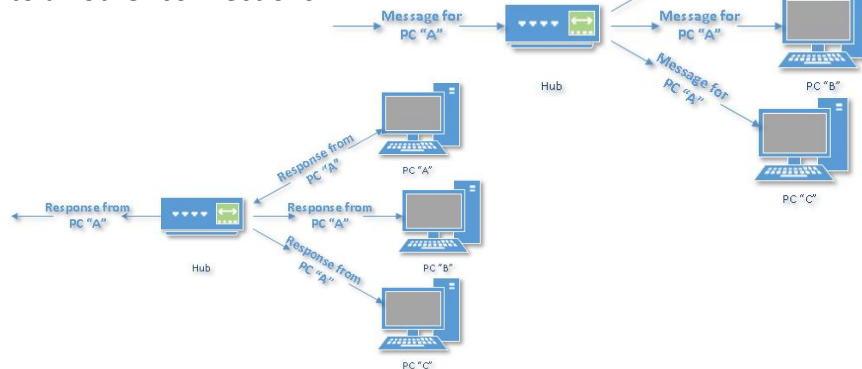 Message for
PC "A"
Message for
PC "A"
Hub
PC "B"
Message for
PC "A"
PC "C"
Response from
PC "A"
PC "A"
Response from
PC "A"
Response from
PC "A"
Hub
PC "B"
Response from
PC "A"
PC "C"